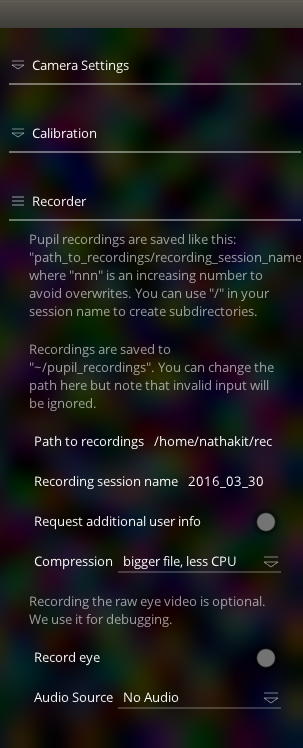 Camera Settings
Calibration
Recorder
Pupil recordings are saved like this:
"path_to_recordings/recording_session_name
where "nnn" is an increasing number to
avoid overwrites. You can use "/" in your
session name to create subdirectories.
Recordings are saved to
"~/pupil_recordings". You can change the
path here but note that invalid input will
be ignored.
Path to recordings /home/nathakit/rec
Recording session name 2016_03_30
Request additional user info
Compression bigger file, less CPU
Recording the raw eye video is optional.
We use it for debugging.
Record eye
Audio Source No Audio